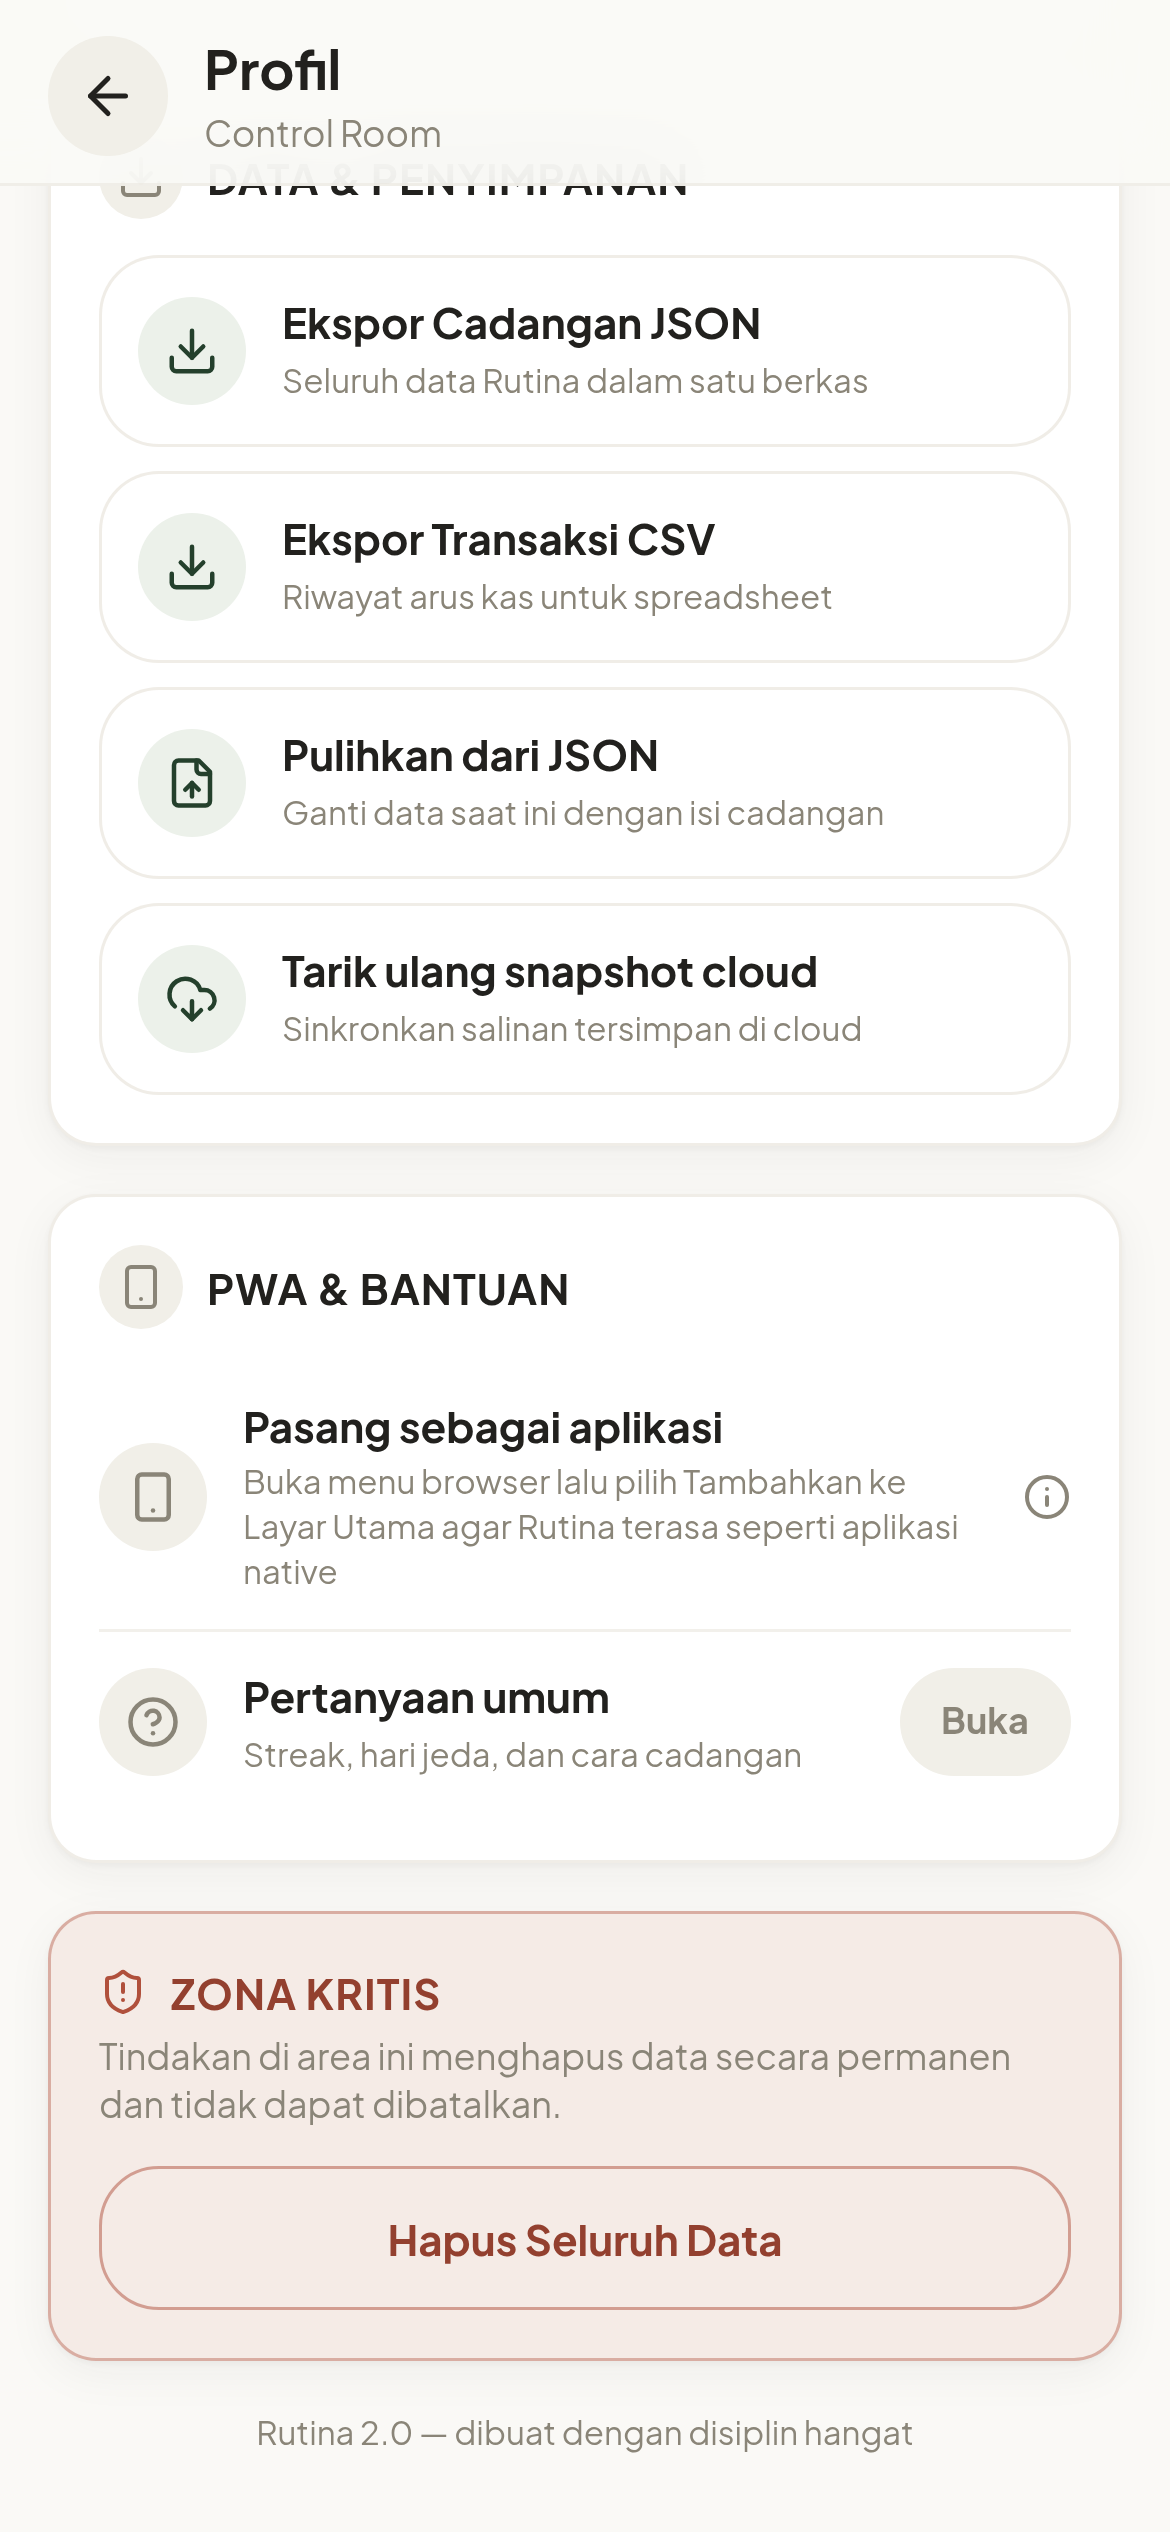 Profil
Control Room
DATA & PENYIMPANAN
Ekspor Cadangan JSON
Seluruh data Rutina dalam satu berkas
Ekspor Transaksi CSV
Riwayat arus kas untuk spreadsheet
Pulihkan dari JSON
Ganti data saat ini dengan isi cadangan
Tarik ulang snapshot cloud
Sinkronkan salinan tersimpan di cloud
PWA & BANTUAN
Pasang sebagai aplikasi
Buka menu browser lalu pilih Tambahkan ke
Layar Utama agar Rutina terasa seperti aplikasi
native
Pertanyaan umum
Streak, hari jeda, dan cara cadangan
Buka
ZONA KRITIS
Tindakan di area ini menghapus data secara permanen
dan tidak dapat dibatalkan.
Hapus Seluruh Data
Rutina 2.0 — dibuat dengan disiplin hangat